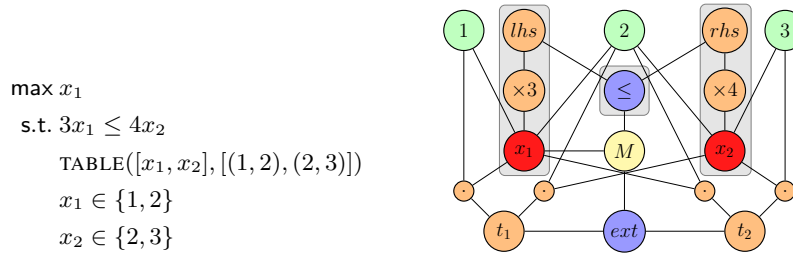 max x₁
s.t. 3x₁ ≤ 4x₂
TABLE([x₁, x₂], [(1, 2), (2, 3)])
x₁ ∈ {1, 2}
x₂ ∈ {2, 3}
1 lhs 2 rhs 3
×3 ≤ ×4
x₁ M x₂
· · · ·
t₁ ext t₂